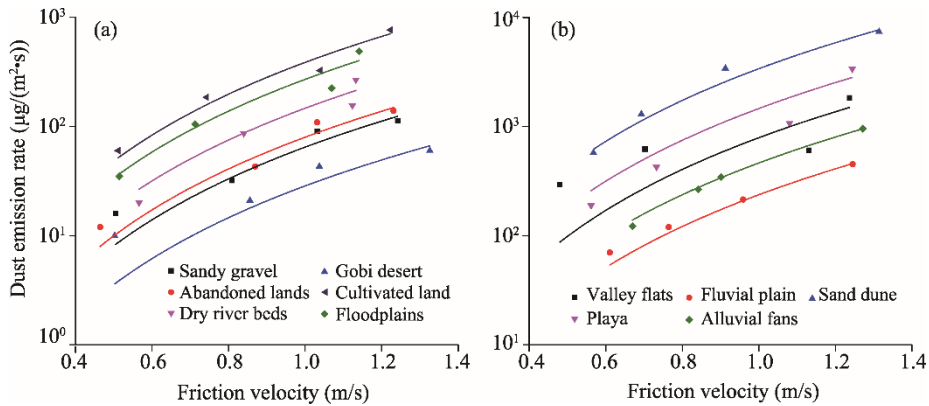 Dust emission rate (μg/(m²•s))
(a)
10³
10²
10¹
10⁰
Sandy gravel
Gobi desert
Abandoned lands
Cultivated land
Dry river beds
Floodplains
0.4 0.6 0.8 1.0 1.2 1.4
Friction velocity (m/s)
(b)
10⁴
10³
10²
10¹
Valley flats
Fluvial plain
Sand dune
Playa
Alluvial fans
0.4 0.6 0.8 1.0 1.2 1.4
Friction velocity (m/s)